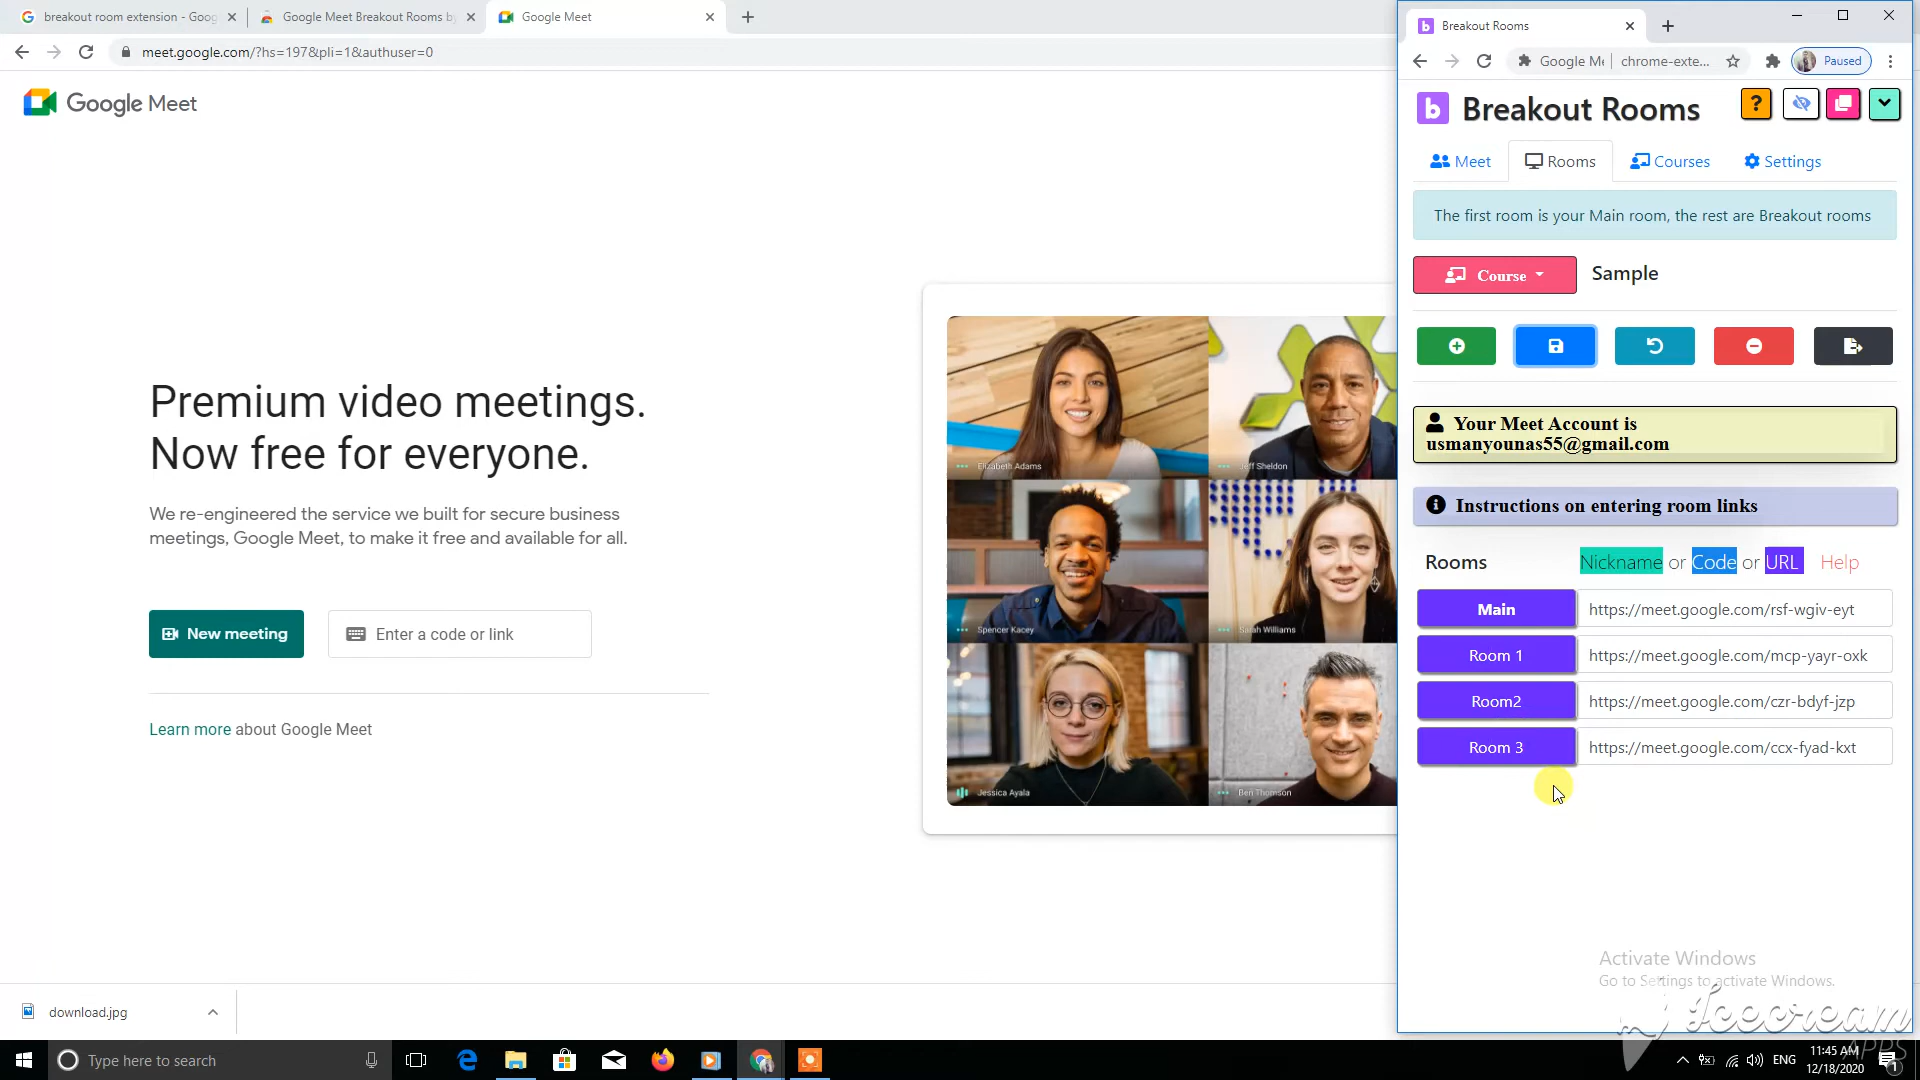 breakout room extension - Goog
Google Meet Breakout Rooms by
Google Meet
meet.google.com/?hs=197&pli=1&authuser=0
Google Meet
Premium video meetings.
Now free for everyone.
We re-engineered the service we built for secure business
meetings, Google Meet, to make it free and available for all.
New meeting
Enter a code or link
Learn more about Google Meet
Elizabeth Adams
Jeff Sheldon
Spencer Kacey
Sarah Williams
Jessica Ayala
Ben Thomson
Breakout Rooms
Google Me
chrome-exte...
Paused
b Breakout Rooms
?
Meet
Rooms
Courses
Settings
The first room is your Main room, the rest are Breakout rooms
Course
Sample
Your Meet Account is
usmanyounas55@gmail.com
Instructions on entering room links
Rooms
Nickname or Code or URL Help
Main https://meet.google.com/rsf-wgiv-eyt
Room 1 https://meet.google.com/mcp-yayr-oxk
Room2 https://meet.google.com/czr-bdyf-jzp
Room 3 https://meet.google.com/ccx-fyad-kxt
Activate Windows
Go to Settings to activate Windows.
Icecream
APPS
download.jpg
Type here to search
ENG
11:45 AM
12/18/2020
1